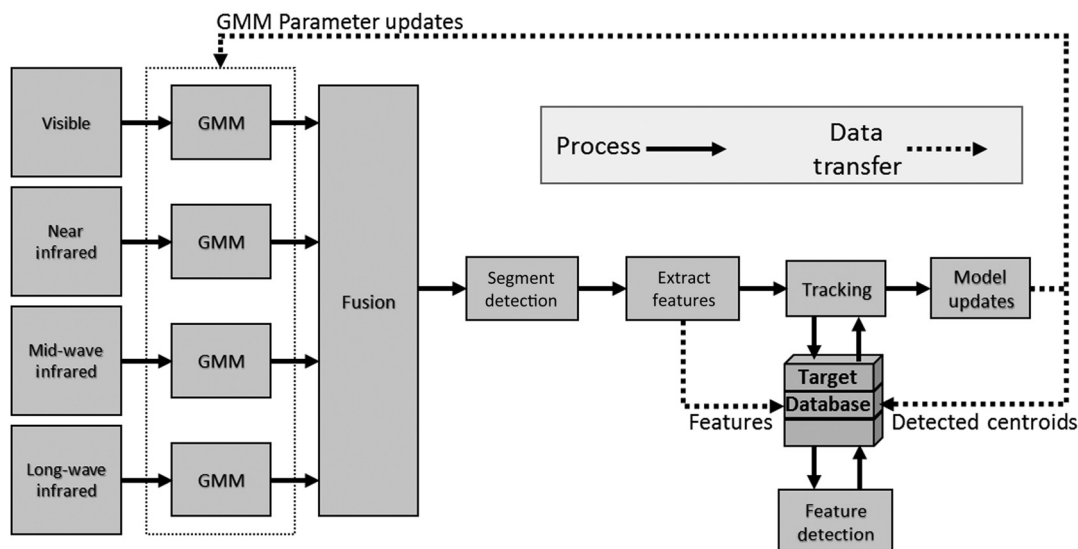 GMM Parameter updates
Visible
GMM
Process
Data
transfer
Near
infrared
GMM
Fusion
Segment
detection
Extract
features
Tracking
Model
updates
Mid-wave
infrared
GMM
Target
Database
Features
Detected centroids
Long-wave
infrared
GMM
Feature
detection